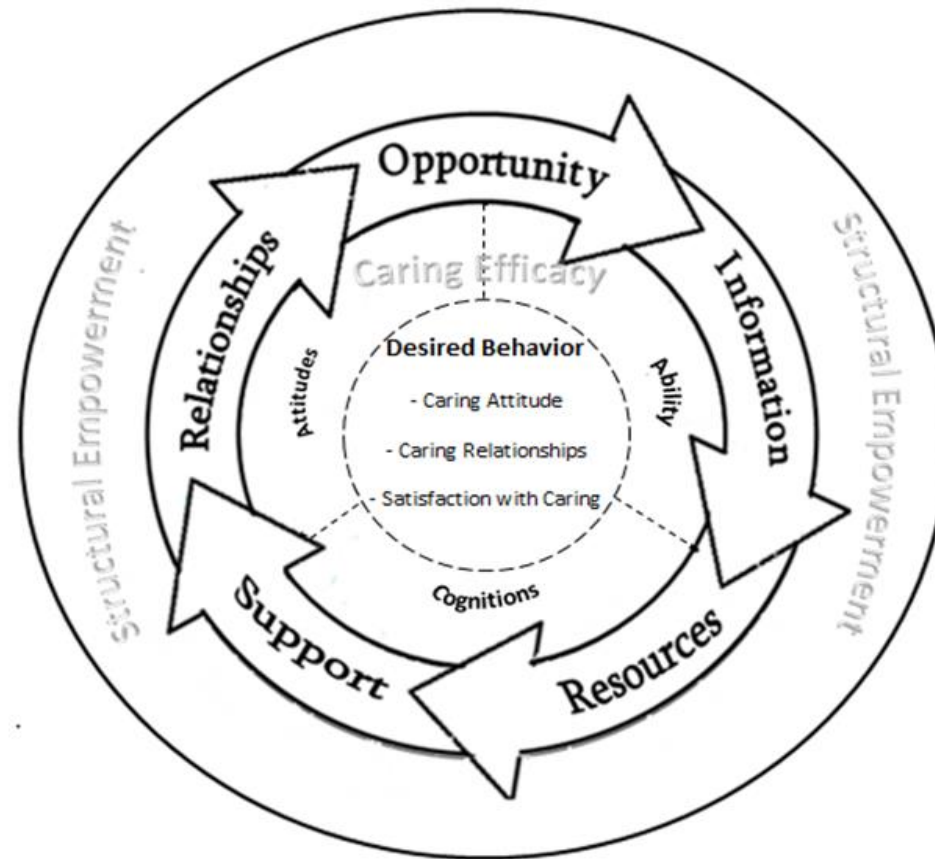 Opportunity
Information
Resources
Support
Relationships
Structural Empowerment
Structural Empowerment
Caring Efficacy
Attitudes
Ability
Cognitions
Desired Behavior
- Caring Attitude
- Caring Relationships
- Satisfaction with Caring